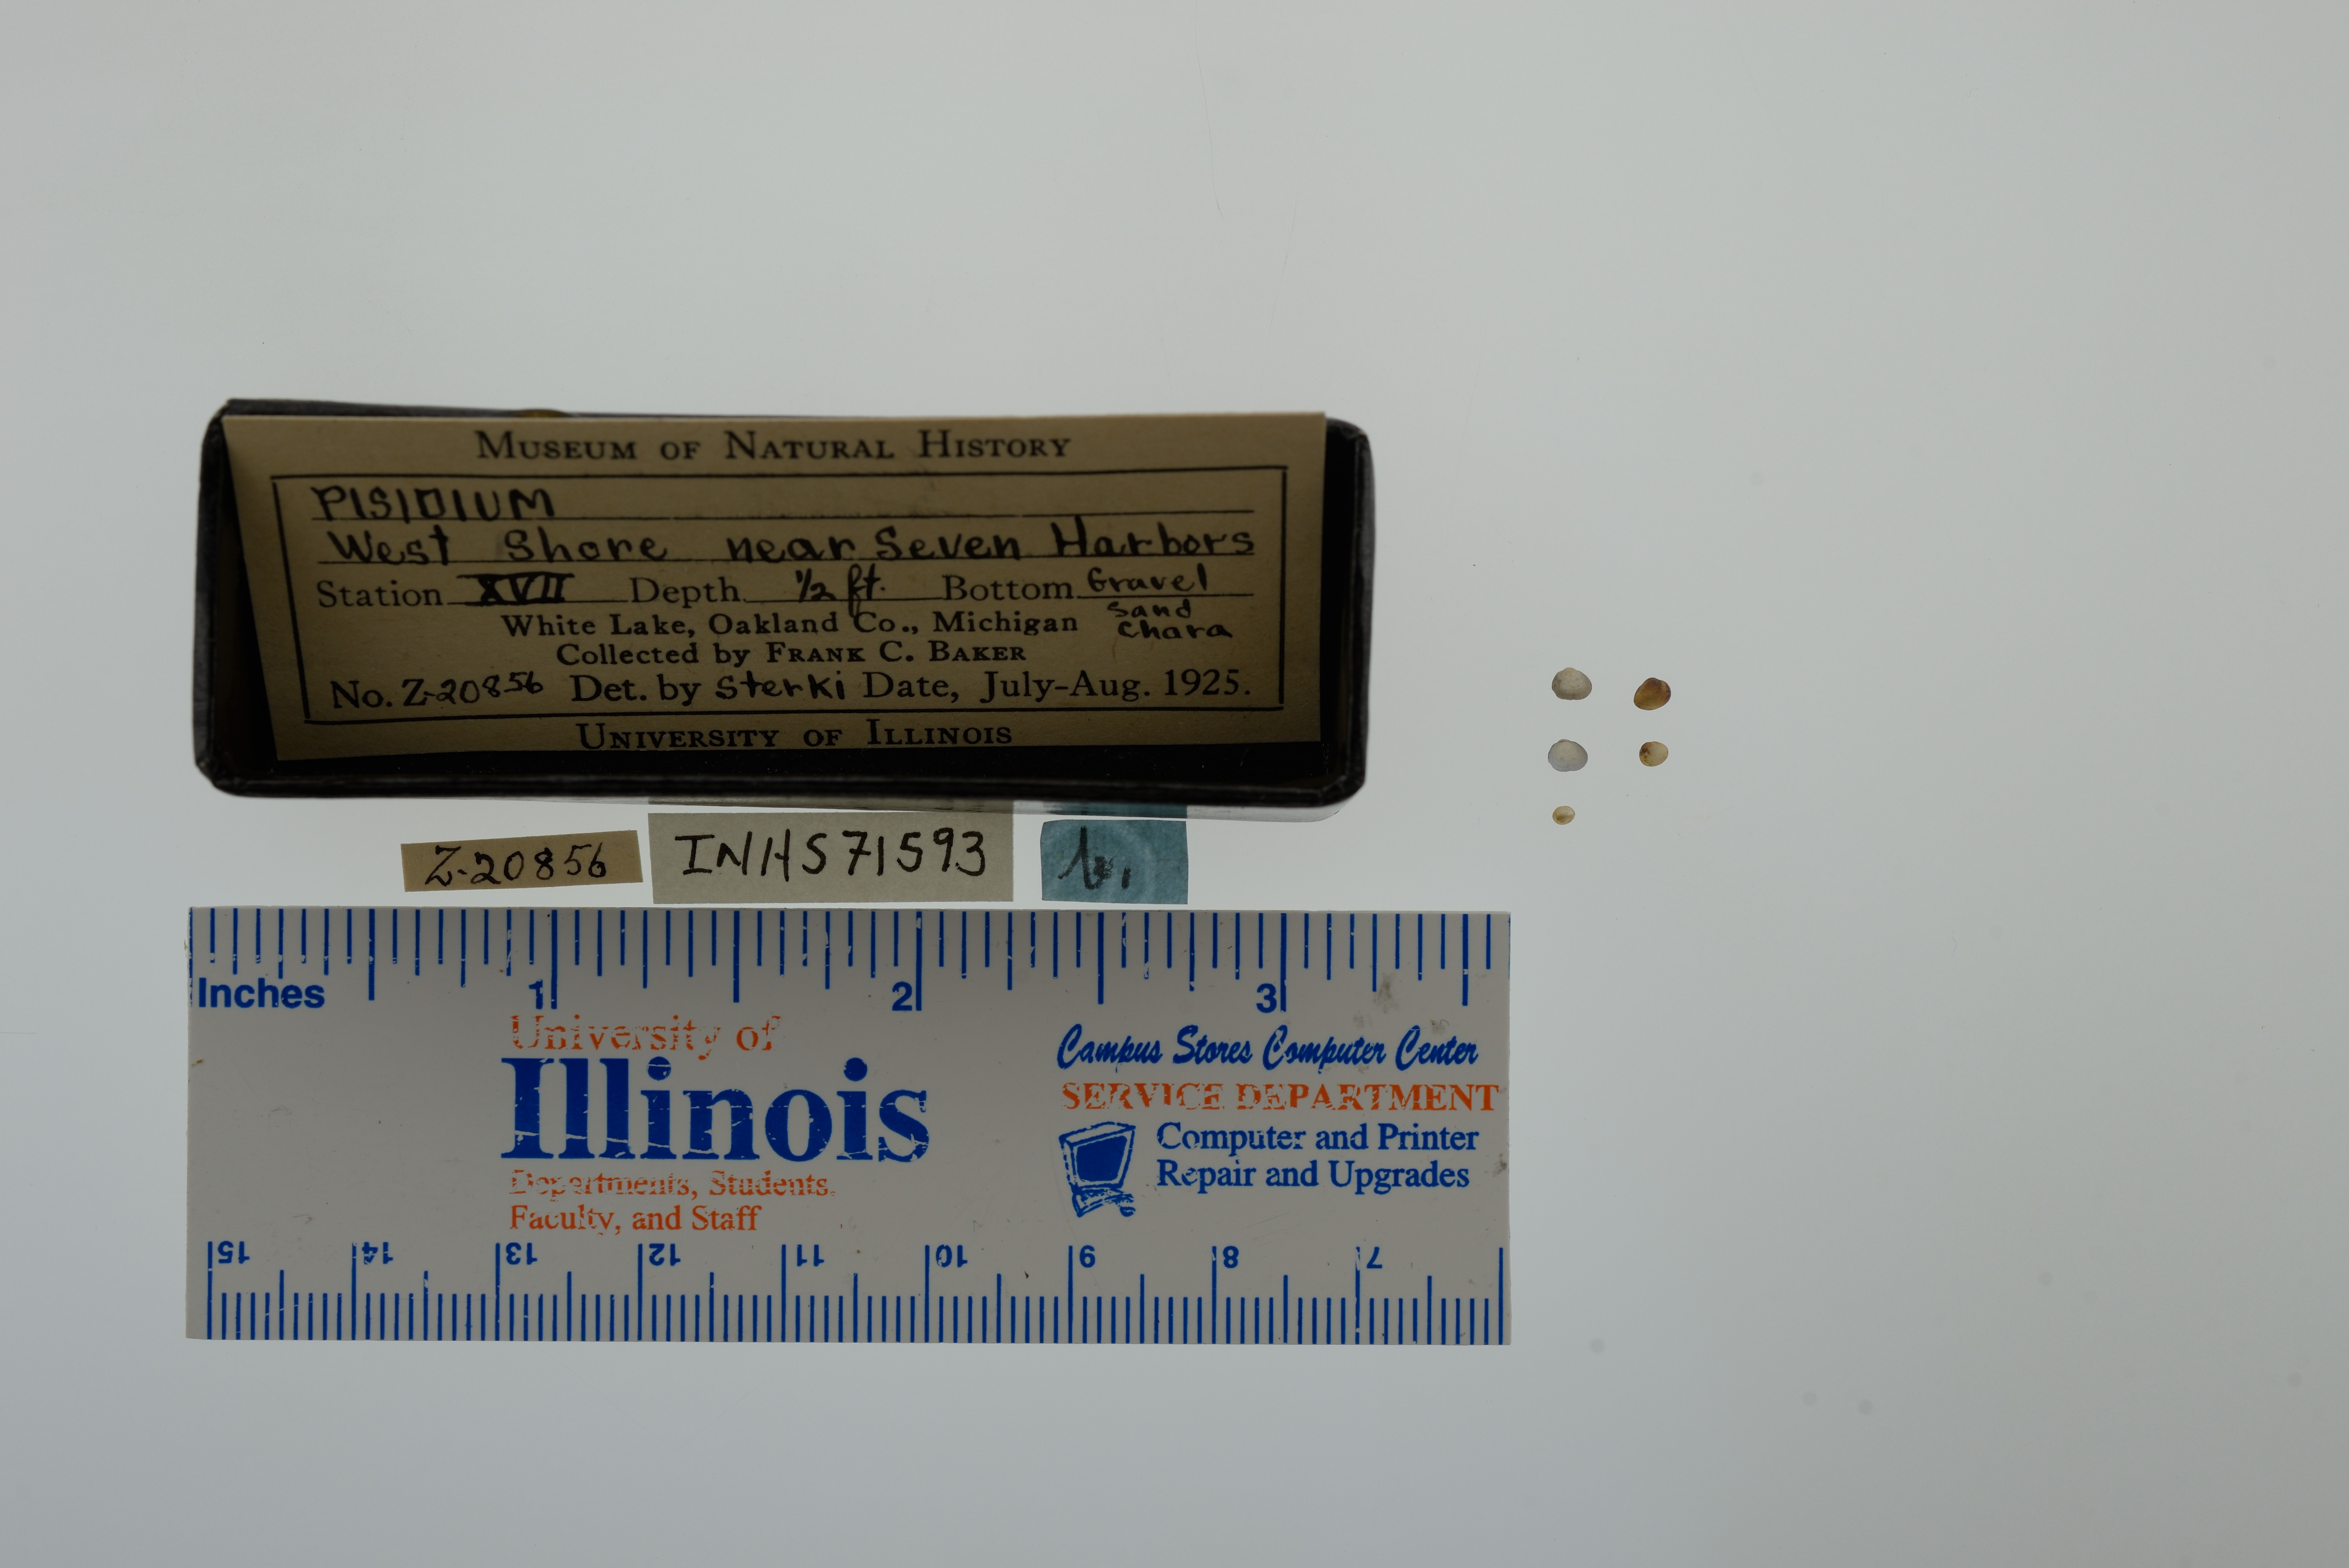 MUSEUM OF NATURAL HISTORY
PISIDIUM
West Shore near Seven Harbors
Station XVII Depth 1/2 ft. Bottom Gravel
Sand
Chara
White Lake, Oakland Co., Michigan
Collected by FRANK C. BAKER
No. Z-20856 Det. by Sterki Date, July-Aug. 1925.
UNIVERSITY OF ILLINOIS
Z-20856
INHS 71593
Inches 1 2 3
University of
Illinois
Departments, Students,
Faculty, and Staff
Campus Stores Computer Center
SERVICE DEPARTMENT
Computer and Printer
Repair and Upgrades
15 14 13 12 11 10 9 8 7